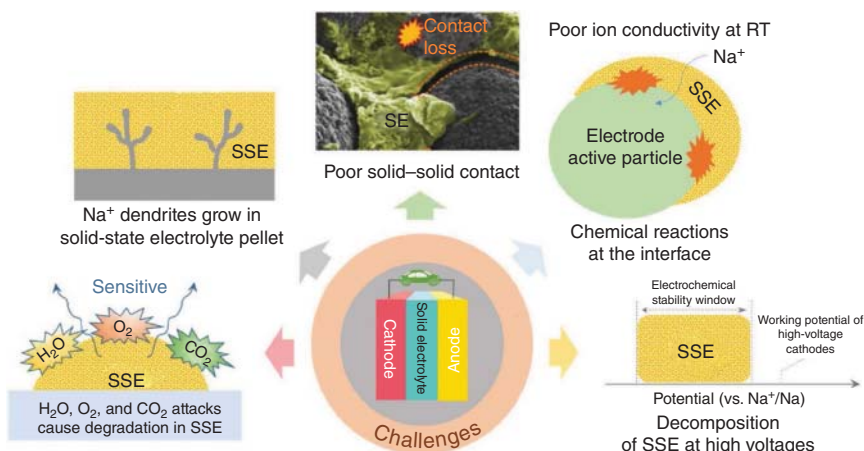 Contact
loss
SE
Poor solid–solid contact
Poor ion conductivity at RT
Na⁺
SSE
Electrode
active particle
Chemical reactions
at the interface
SSE
Na⁺ dendrites grow in
solid-state electrolyte pellet
Sensitive
H₂O
O₂
CO₂
SSE
H₂O, O₂, and CO₂ attacks
cause degradation in SSE
Cathode
Solid electrolyte
Anode
Challenges
Electrochemical
stability window
Working potential of
high-voltage
cathodes
SSE
Potential (vs. Na⁺/Na)
Decomposition
of SSE at high voltages